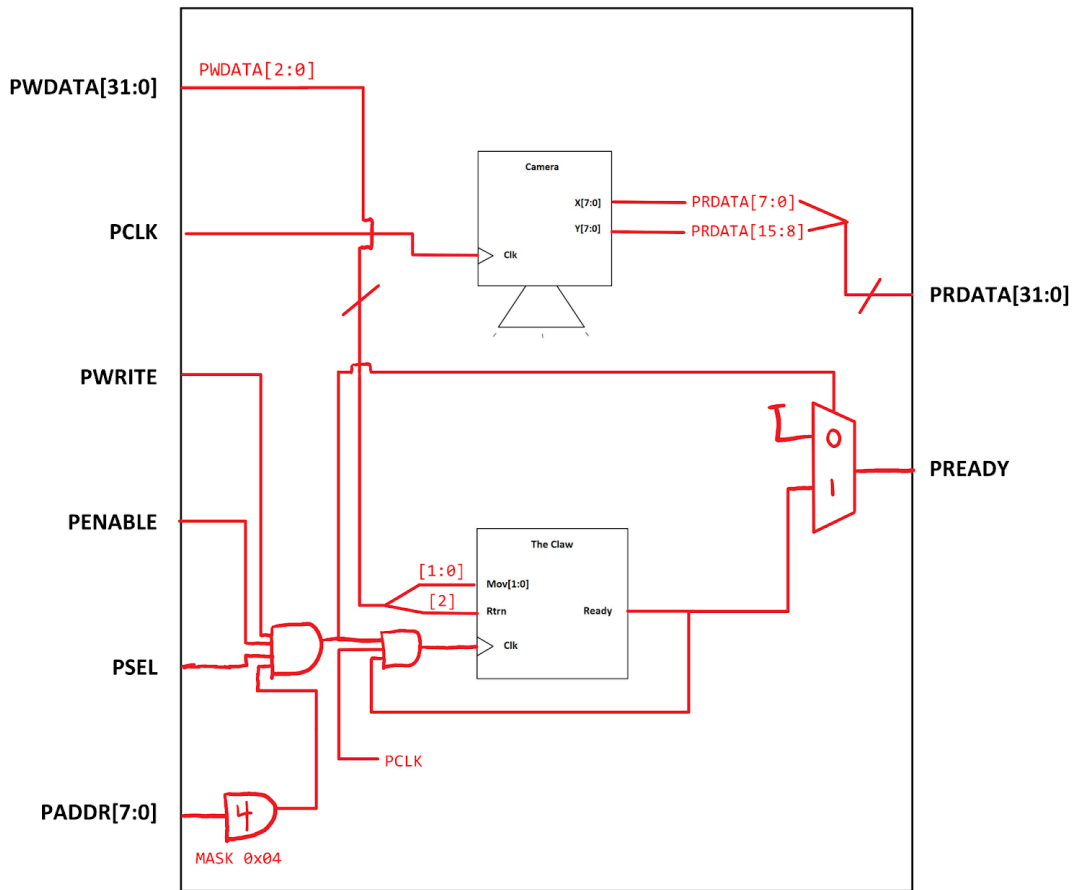 PWDATA[2:0]
PWDATA[31:0]
Camera
X[7:0]
PRDATA[7:0]
PCLK
Y[7:0]
PRDATA[15:8]
Clk
PRDATA[31:0]
PWRITE
0
PREADY
1
PENABLE
The Claw
[1:0]
Mov[1:0]
[2]
Rtrn
Ready
Clk
PSEL
PCLK
PADDR[7:0]
4
MASK 0x04